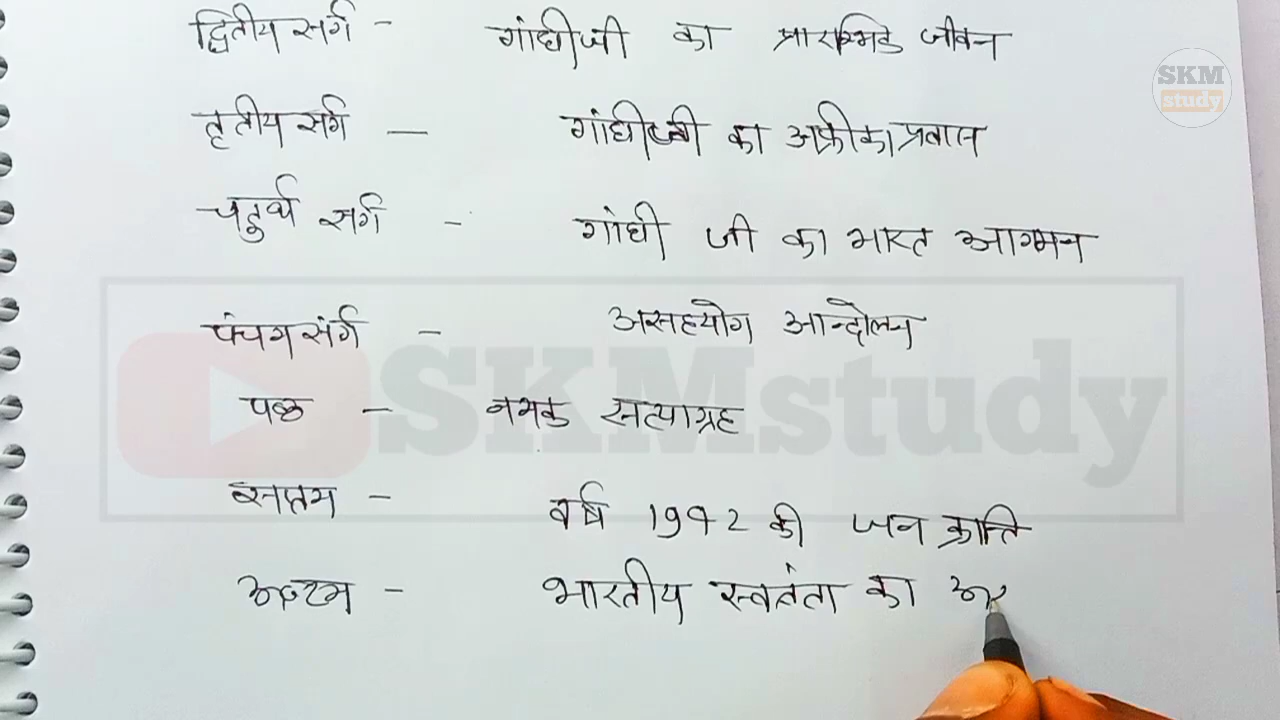 द्वितीय सर्ग - गांधीजी का प्रारम्भिक जीवन
SKM
study
तृतीय सर्ग — गांधीजी का अफ्रीका प्रवास
चतुर्थ सर्ग - गांधी जी का भारत आगमन
पंचम सर्ग - असहयोग आन्दोलन
SKMstudy
षष्ठ - नमक सत्याग्रह
सप्तम - वर्ष 1942 की जन क्रान्ति
अष्टम - भारतीय स्वतंता का